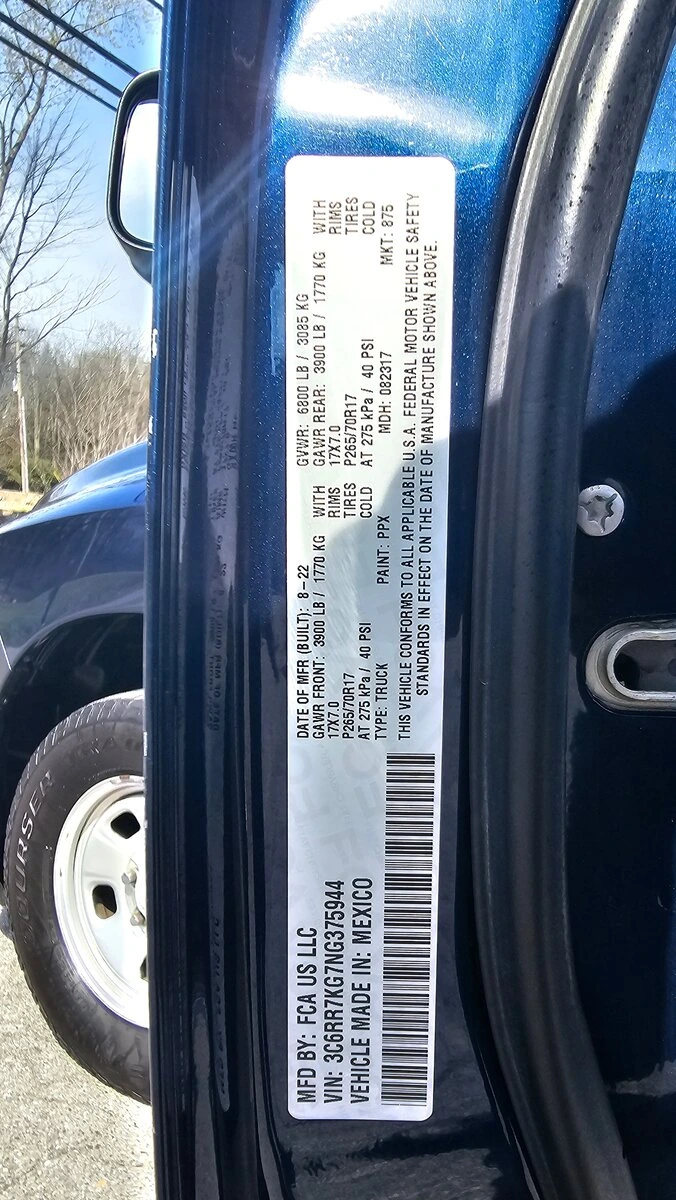 MFD BY: FCA US LLC
VIN: 3C6RR7KG7NG375944
VEHICLE MADE IN: MEXICO
DATE OF MFR (BUILT): 8-22 GVWR: 6800 LB / 3085 KG
GAWR FRONT: 3900 LB / 1770 KG WITH GAWR REAR: 3900 LB / 1770 KG WITH
17X7.0 RIMS 17X7.0 RIMS
P265/70R17 TIRES P265/70R17 TIRES
AT 275 kPa / 40 PSI COLD AT 275 kPa / 40 PSI COLD
TYPE: TRUCK PAINT: PPX MDH: 082317 MKT: 875
THIS VEHICLE CONFORMS TO ALL APPLICABLE U.S.A. FEDERAL MOTOR VEHICLE SAFETY
STANDARDS IN EFFECT ON THE DATE OF MANUFACTURE SHOWN ABOVE.
OURSER